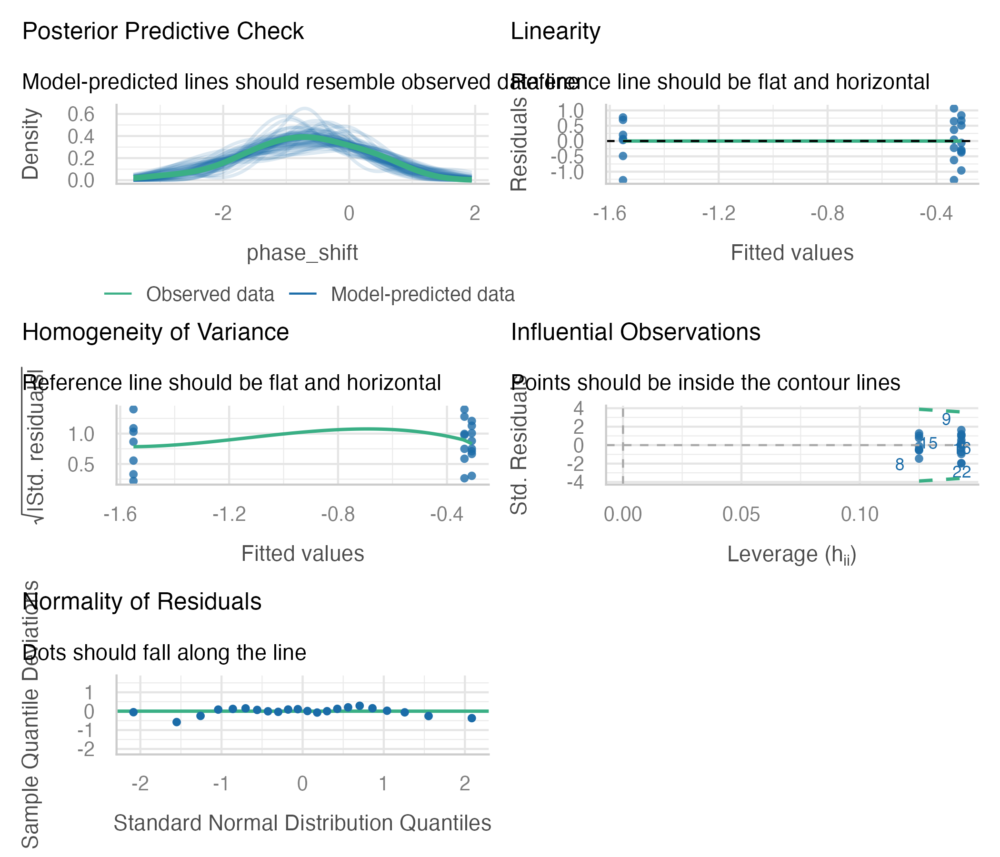 Posterior Predictive Check
Model-predicted lines should resemble observed data line
Density
0.6
0.4
0.2
0.0
-2 0 2
phase_shift
Observed data Model-predicted data
Linearity
Reference line should be flat and horizontal
Residuals
1.0
0.5
0.0
-0.5
-1.0
-1.6 -1.2 -0.8 -0.4
Fitted values
Homogeneity of Variance
Reference line should be flat and horizontal
√|Std. residuals|
1.0
0.5
-1.6 -1.2 -0.8 -0.4
Fitted values
Influential Observations
Points should be inside the contour lines
Std. Residuals
4
2
0
-2
-4
9
15
8
22
0.00 0.05 0.10
Leverage (hii)
Normality of Residuals
Dots should fall along the line
Sample Quantile Deviations
1
0
-1
-2
-2 -1 0 1 2
Standard Normal Distribution Quantiles